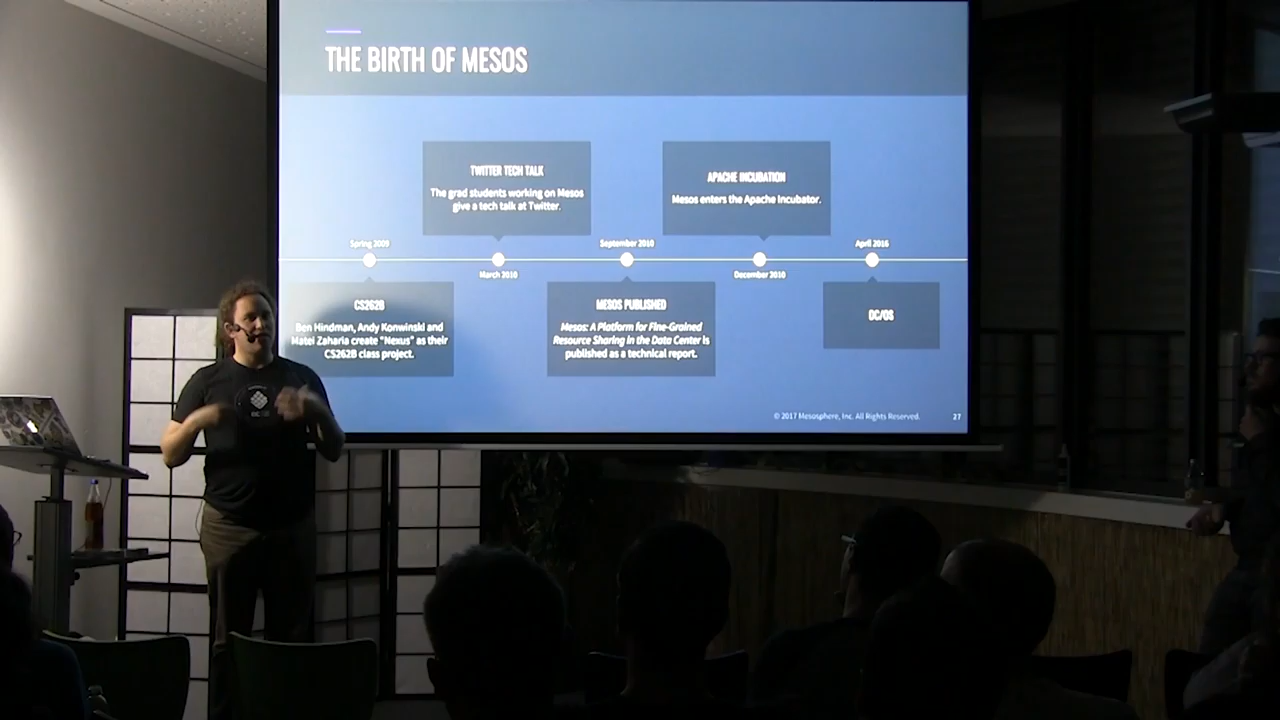 THE BIRTH OF MESOS
TWITTER TECH TALK
The grad students working on Mesos
give a tech talk at Twitter.
APACHE INCUBATION
Mesos enters the Apache Incubator.
Spring 2009
September 2010
April 2016
March 2010
December 2010
CS262B
Ben Hindman, Andy Konwinski and
Matei Zaharia create "Nexus" as their
CS262B class project.
MESOS PUBLISHED
Mesos: A Platform for Fine-Grained
Resource Sharing in the Data Center is
published as a technical report.
DC/OS
© 2017 Mesosphere, Inc. All Rights Reserved.
27